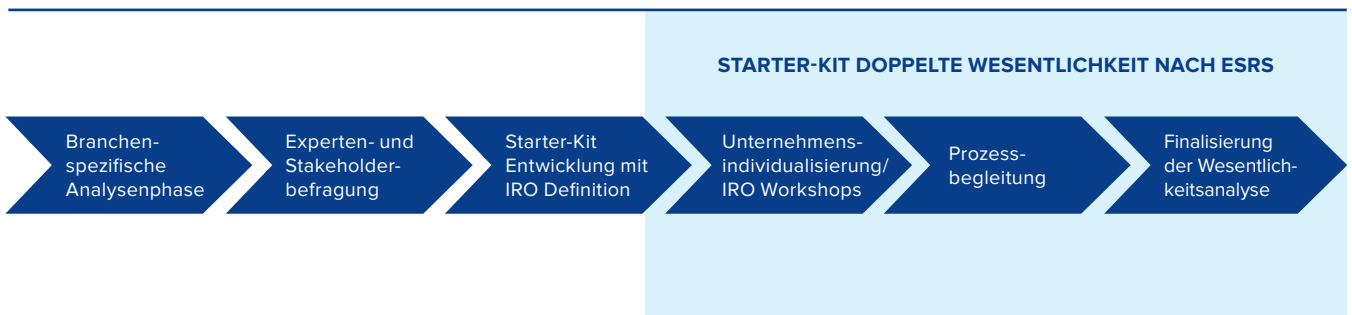 STARTER-KIT DOPPELTE WESENTLICHKEIT NACH ESRS
Branchen-
spezifische
Analysenphase
Experten- und
Stakeholder-
befragung
Starter-Kit
Entwicklung mit
IRO Definition
Unternehmens-
individualisierung/
IRO Workshops
Prozess-
begleitung
Finalisierung
der Wesentlich-
keitsanalyse